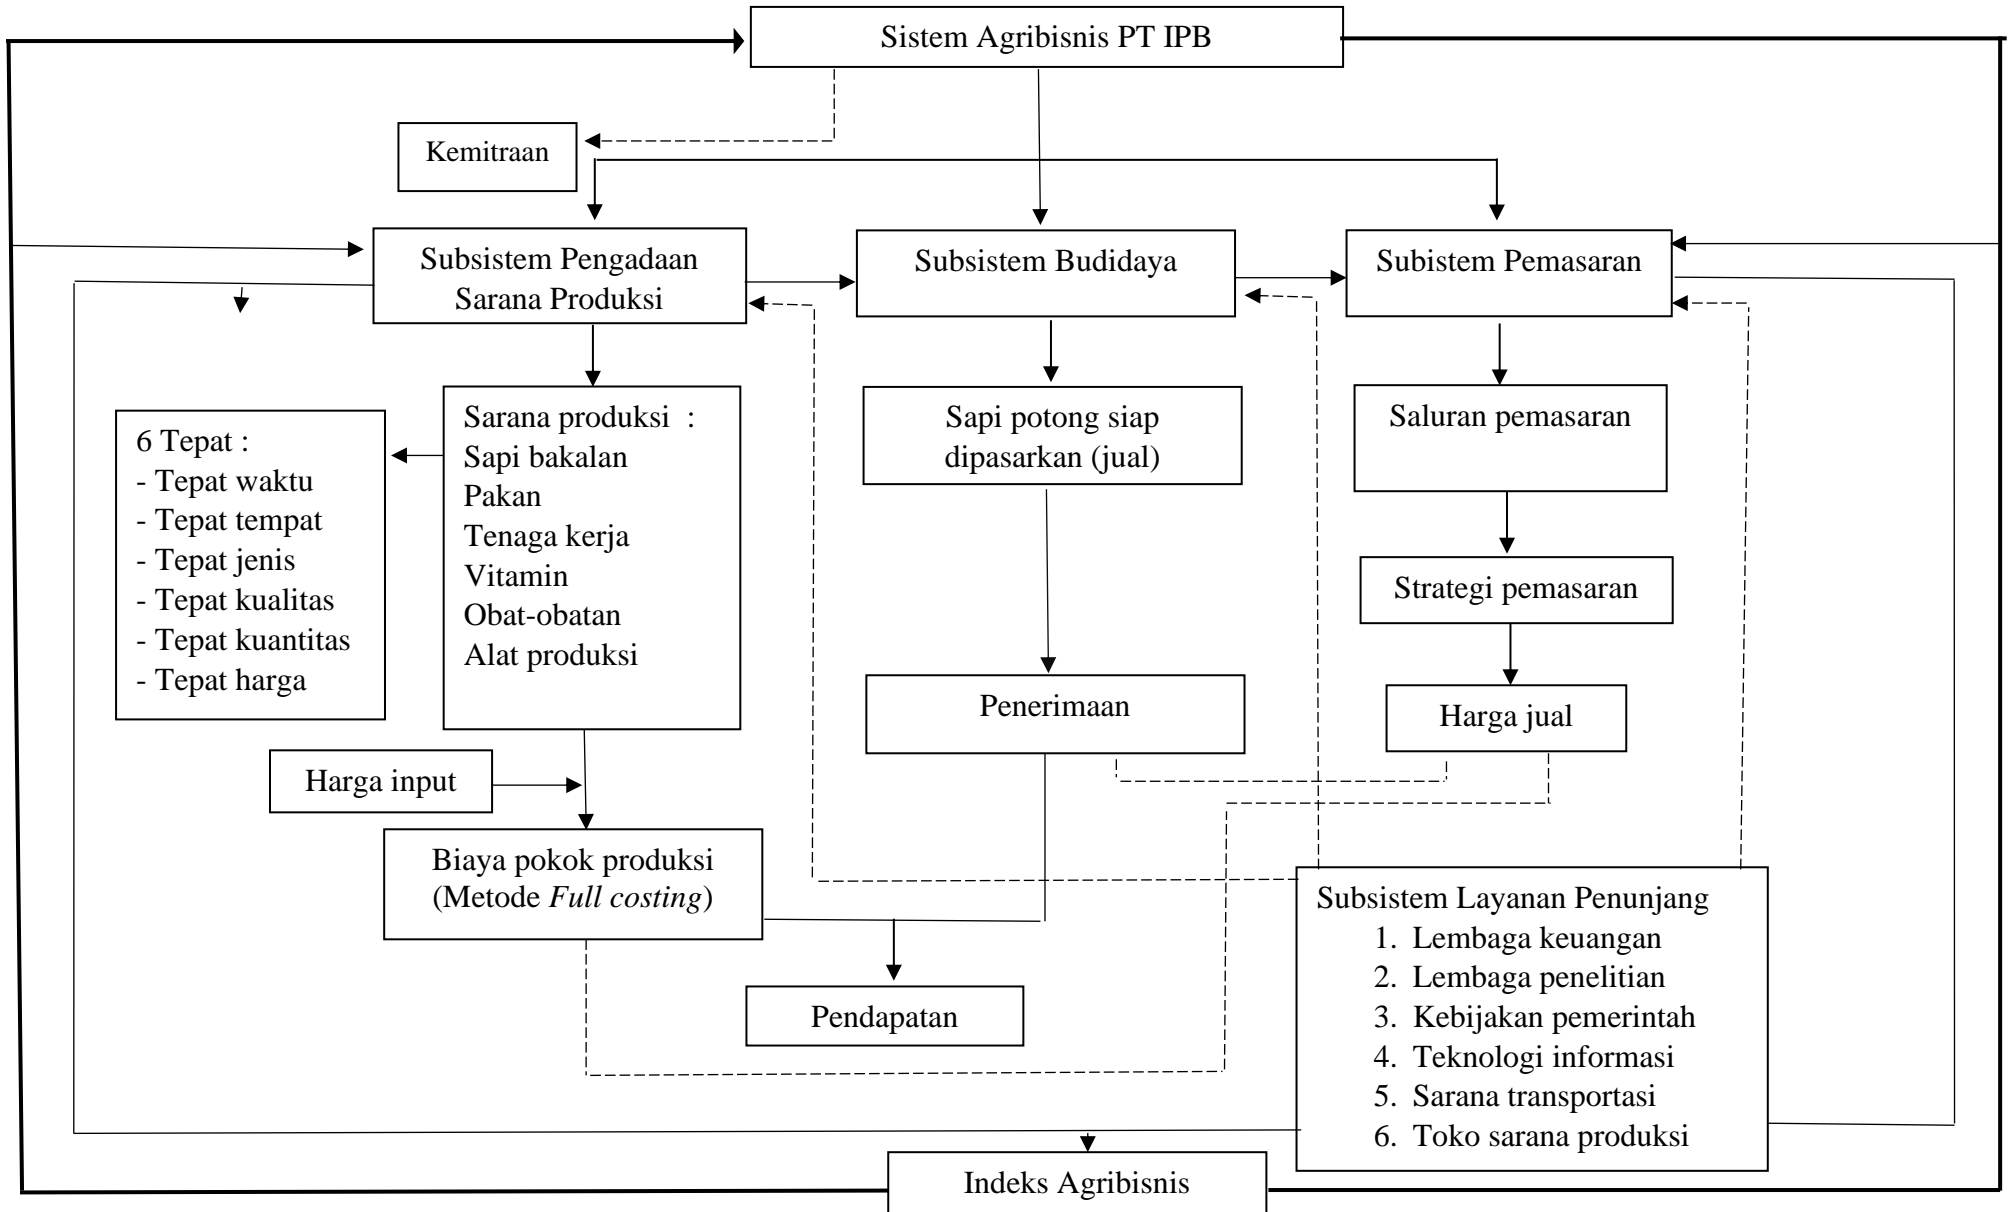 Sistem Agribisnis PT IPB
Kemitraan
Subsistem Pengadaan
Sarana Produksi
Subsistem Budidaya
Subistem Pemasaran
6 Tepat :
- Tepat waktu
- Tepat tempat
- Tepat jenis
- Tepat kualitas
- Tepat kuantitas
- Tepat harga
Sarana produksi  :
Sapi bakalan
Pakan
Tenaga kerja
Vitamin
Obat-obatan
Alat produksi
Sapi potong siap
dipasarkan (jual)
Saluran pemasaran
Strategi pemasaran
Penerimaan
Harga jual
Harga input
Biaya pokok produksi
(Metode Full costing)
Pendapatan
Subsistem Layanan Penunjang
1. Lembaga keuangan
2. Lembaga penelitian
3. Kebijakan pemerintah
4. Teknologi informasi
5. Sarana transportasi
6. Toko sarana produksi
Indeks Agribisnis